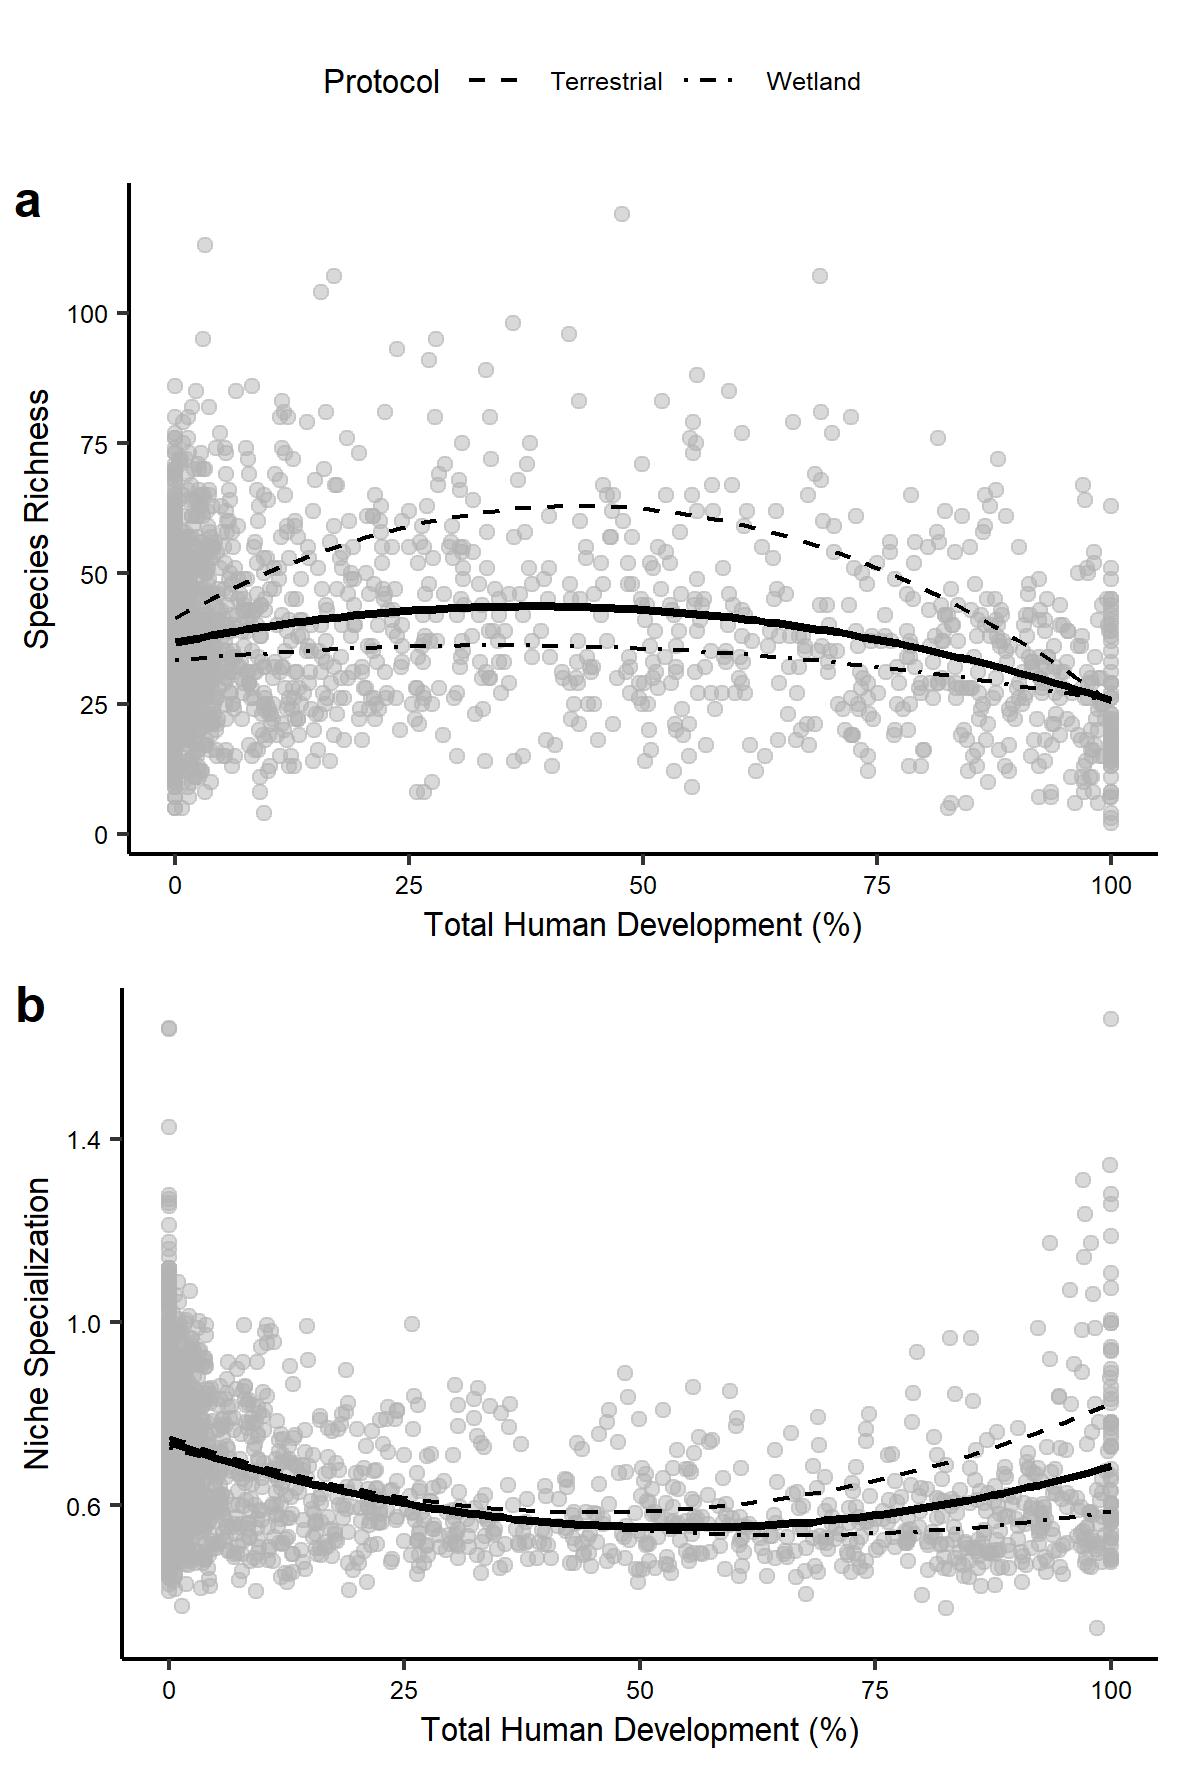 Protocol Terrestrial Wetland
a
Species Richness
100
75
50
25
0
0 25 50 75 100
Total Human Development (%)
b
Niche Specialization
1.4
1.0
0.6
0 25 50 75 100
Total Human Development (%)